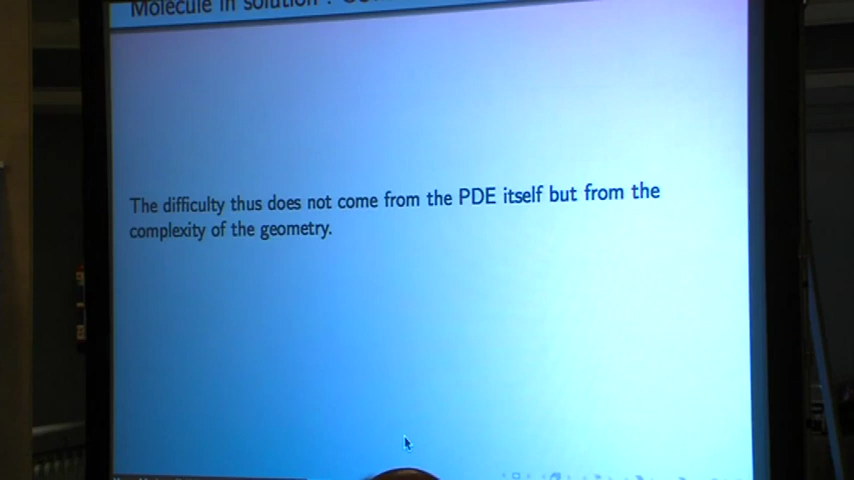 Molecule in solution :
The difficulty thus does not come from the PDE itself but from the
complexity of the geometry.